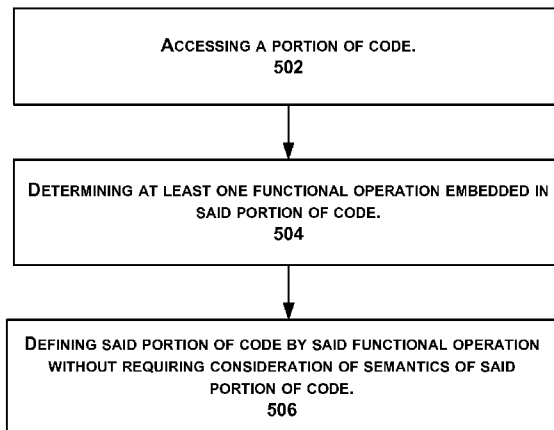 ACCESSING A PORTION OF CODE.
502
DETERMINING AT LEAST ONE FUNCTIONAL OPERATION EMBEDDED IN
SAID PORTION OF CODE.
504
DEFINING SAID PORTION OF CODE BY SAID FUNCTIONAL OPERATION
WITHOUT REQUIRING CONSIDERATION OF SEMANTICS OF SAID
PORTION OF CODE.
506